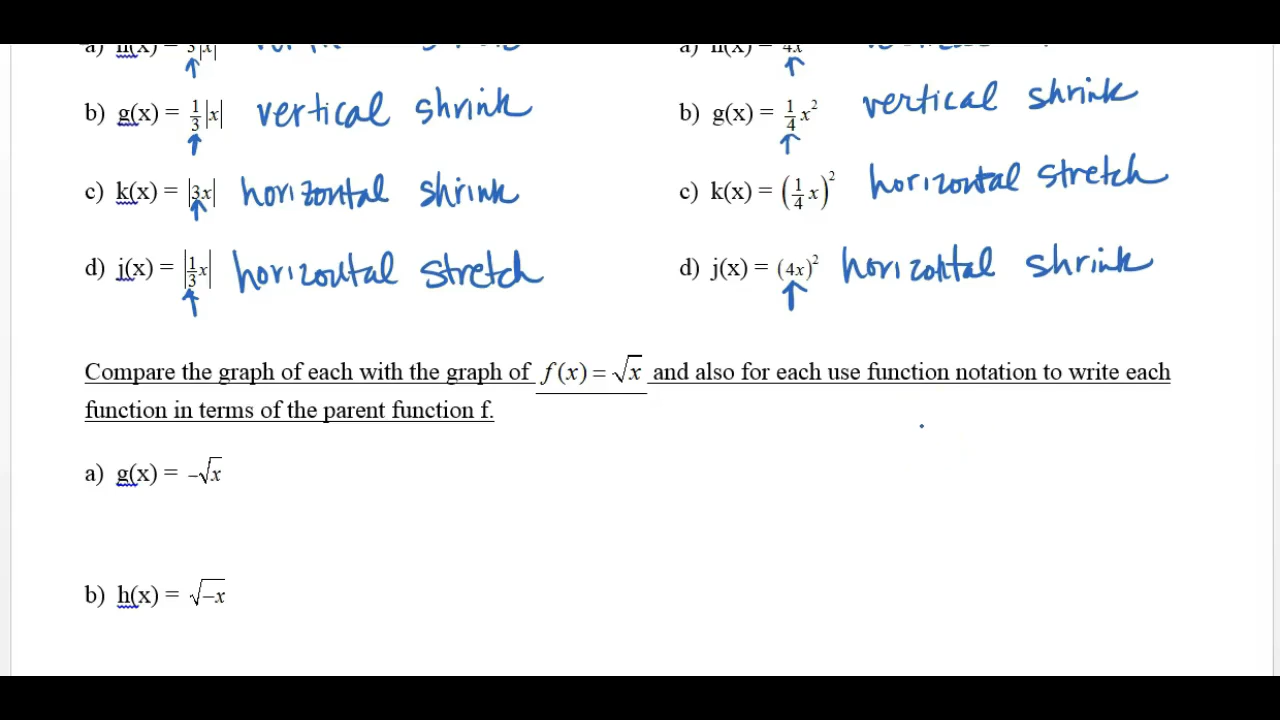 b) g(x) = 1/3 |x| vertical shrink
c) k(x) = |3x| horizontal shrink
d) j(x) = |1/3 x| horizontal stretch
b) g(x) = 1/4 x² vertical shrink
c) k(x) = (1/4 x)² horizontal stretch
d) j(x) = (4x)² horizontal shrink
Compare the graph of each with the graph of f(x) = √x and also for each use function notation to write each
function in terms of the parent function f.
a) g(x) = -√x
b) h(x) = √-x